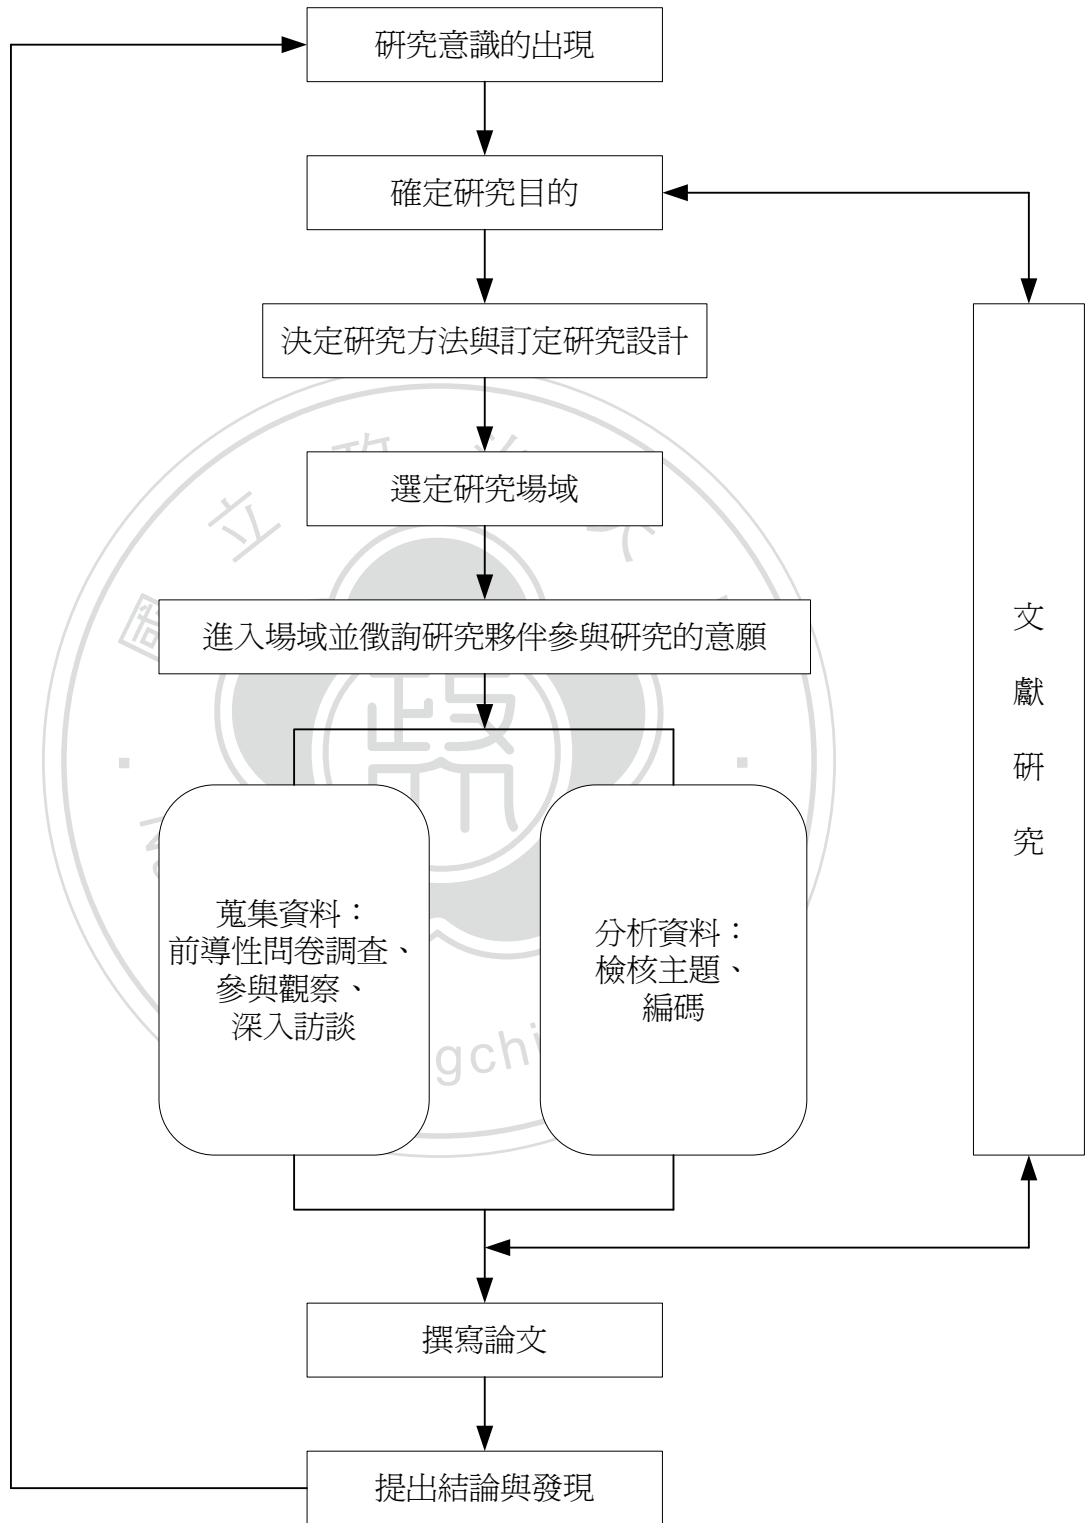 研究意識的出現
確定研究目的
決定研究方法與訂定研究設計
選定研究場域
進入場域並徵詢研究夥伴參與研究的意願
蒐集資料：
前導性問卷調查、
參與觀察、
深入訪談
分析資料：
檢核主題、
編碼
文獻研究
撰寫論文
提出結論與發現
立
gchi